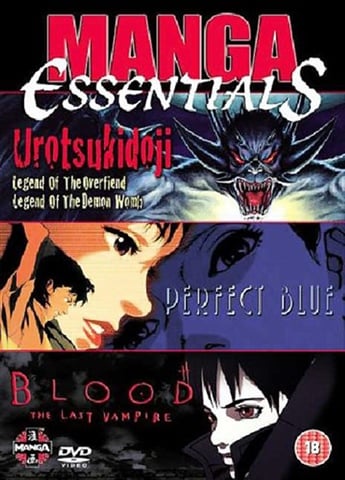 MANGA
ESSENTIALS
Urotsukidoji
Legend Of The Overfiend
Legend Of The Demon Womb
PERFECT BLUE
BLOOD
THE LAST VAMPIRE
MANGA
DVD
VIDEO
18